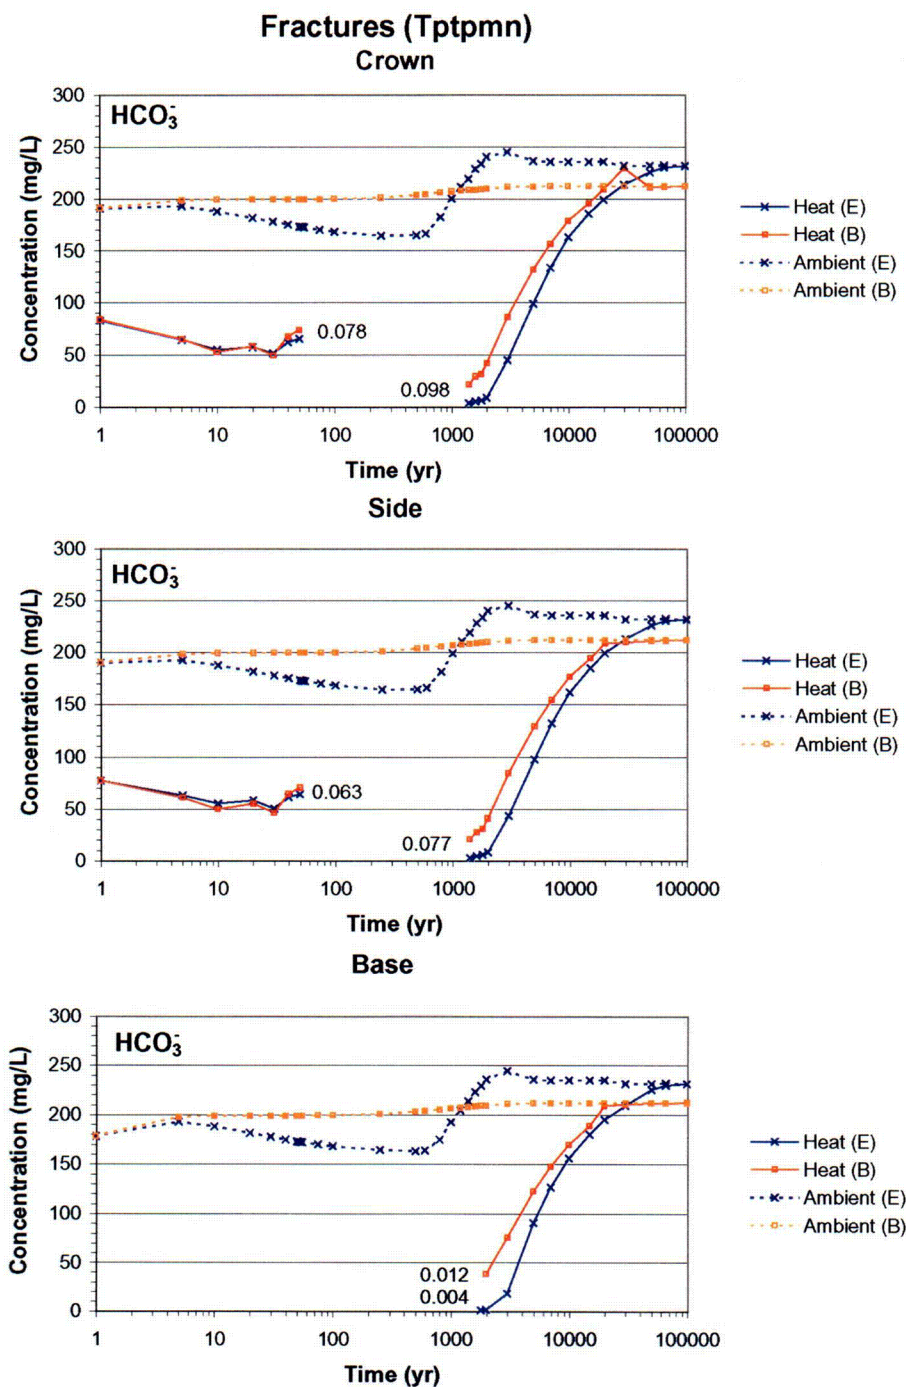 Fractures (Tptpmn)
Crown
HCO3-
Concentration (mg/L)
300
250
200
150
100
50
0
0.078
0.098
1
10
100
1000
10000
100000
Time (yr)
Heat (E)
Heat (B)
Ambient (E)
Ambient (B)
Side
HCO3-
Concentration (mg/L)
300
250
200
150
100
50
0
0.063
0.077
1
10
100
1000
10000
100000
Time (yr)
Heat (E)
Heat (B)
Ambient (E)
Ambient (B)
Base
HCO3-
Concentration (mg/L)
300
250
200
150
100
50
0
0.012
0.004
1
10
100
1000
10000
100000
Time (yr)
Heat (E)
Heat (B)
Ambient (E)
Ambient (B)